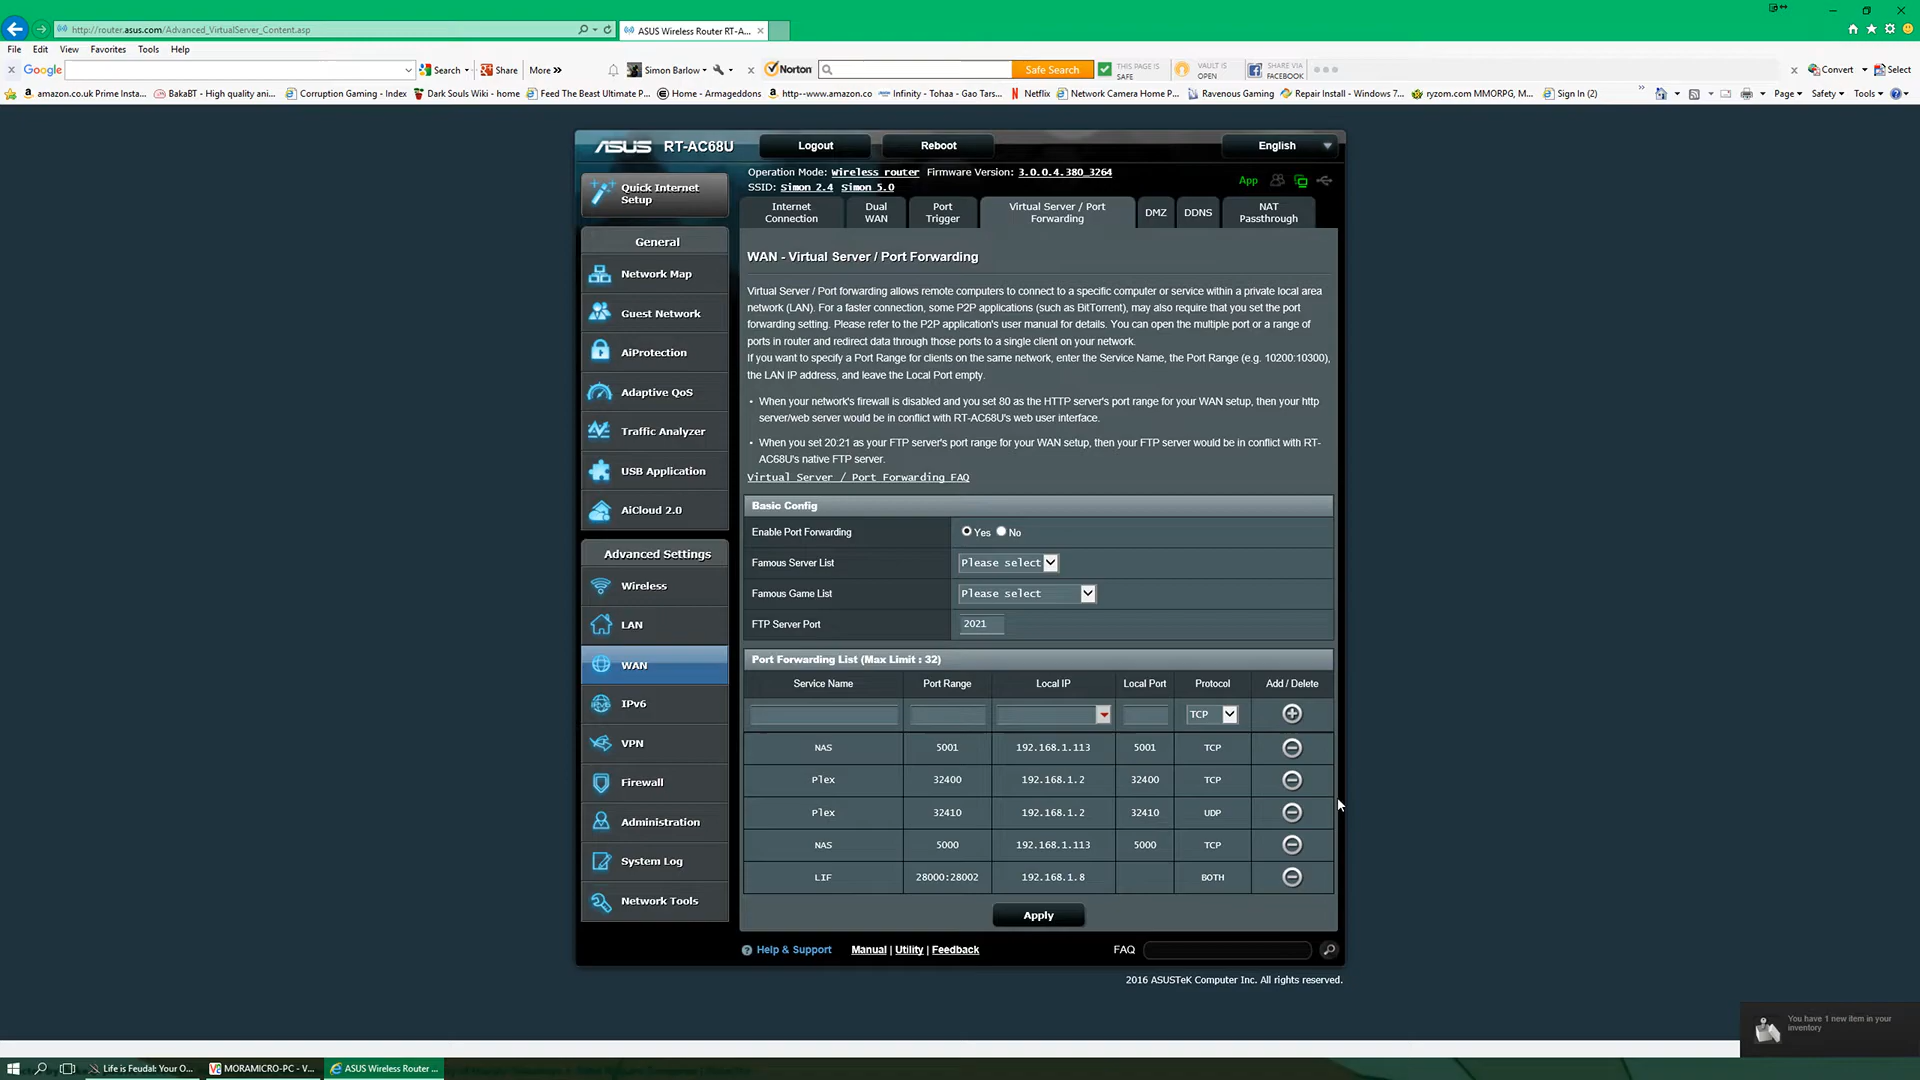 http://router.asus.com/Advanced_VirtualServer_Content.asp
ASUS Wireless Router RT-A...
File Edit View Favorites Tools Help
Google Search Share More »
Simon Barlow
Norton Safe Search
THIS PAGE IS SAFE
VAULT IS OPEN
SHARE VIA FACEBOOK
Convert Select
amazon.co.uk Prime Insta... BakaBT - High quality ani... Corruption Gaming - Index Dark Souls Wiki - home Feed The Beast Ultimate P... Home - Armageddons http--www.amazon.co Infinity - Tohaa - Gao Tars... Netflix Network Camera Home P... Ravenous Gaming Repair Install - Windows 7... ryzom.com MMORPG, M... Sign In (2) » Page Safety Tools
ASUS RT-AC68U Logout Reboot English
Operation Mode: Wireless router Firmware Version: 3.0.0.4.380_3264
SSID: Simon 2.4 Simon 5.0
App
Quick Internet
Setup
General
Network Map
Guest Network
AiProtection
Adaptive QoS
Traffic Analyzer
USB Application
AiCloud 2.0
Advanced Settings
Wireless
LAN
WAN
IPv6
VPN
Firewall
Administration
System Log
Network Tools
Internet Connection
Dual WAN
Port Trigger
Virtual Server / Port Forwarding
DMZ
DDNS
NAT Passthrough
WAN - Virtual Server / Port Forwarding
Virtual Server / Port forwarding allows remote computers to connect to a specific computer or service within a private local area
network (LAN). For a faster connection, some P2P applications (such as BitTorrent), may also require that you set the port
forwarding setting. Please refer to the P2P application's user manual for details. You can open the multiple port or a range of
ports in router and redirect data through those ports to a single client on your network.
If you want to specify a Port Range for clients on the same network, enter the Service Name, the Port Range (e.g. 10200:10300),
the LAN IP address, and leave the Local Port empty.
• When your network's firewall is disabled and you set 80 as the HTTP server's port range for your WAN setup, then your http
server/web server would be in conflict with RT-AC68U's web user interface.
• When you set 20:21 as your FTP server's port range for your WAN setup, then your FTP server would be in conflict with RT-
AC68U's native FTP server.
Virtual Server / Port Forwarding FAQ
Basic Config
Enable Port Forwarding Yes No
Famous Server List Please select
Famous Game List Please select
FTP Server Port 2021
Port Forwarding List (Max Limit : 32)
Service Name Port Range Local IP Local Port Protocol Add / Delete
TCP
NAS 5001 192.168.1.113 5001 TCP
Plex 32400 192.168.1.2 32400 TCP
Plex 32410 192.168.1.2 32410 UDP
NAS 5000 192.168.1.113 5000 TCP
LIF 28000:28002 192.168.1.8 BOTH
Apply
Help & Support Manual | Utility | Feedback FAQ
2016 ASUSTeK Computer Inc. All rights reserved.
You have 1 new item in your
inventory
Life is Feudal: Your O... MORAMICRO-PC - V... ASUS Wireless Router ...